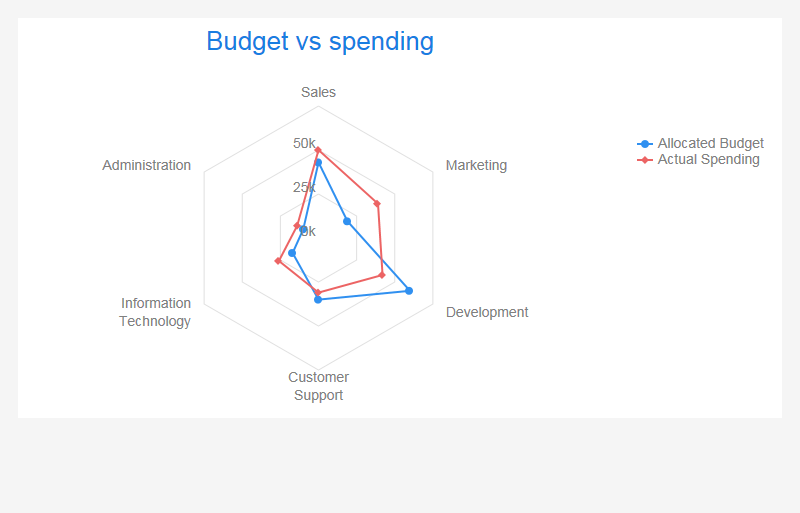 Budget vs spending
Sales
50k
25k
0k
Administration
Marketing
Information
Technology
Development
Customer
Support
Allocated Budget
Actual Spending